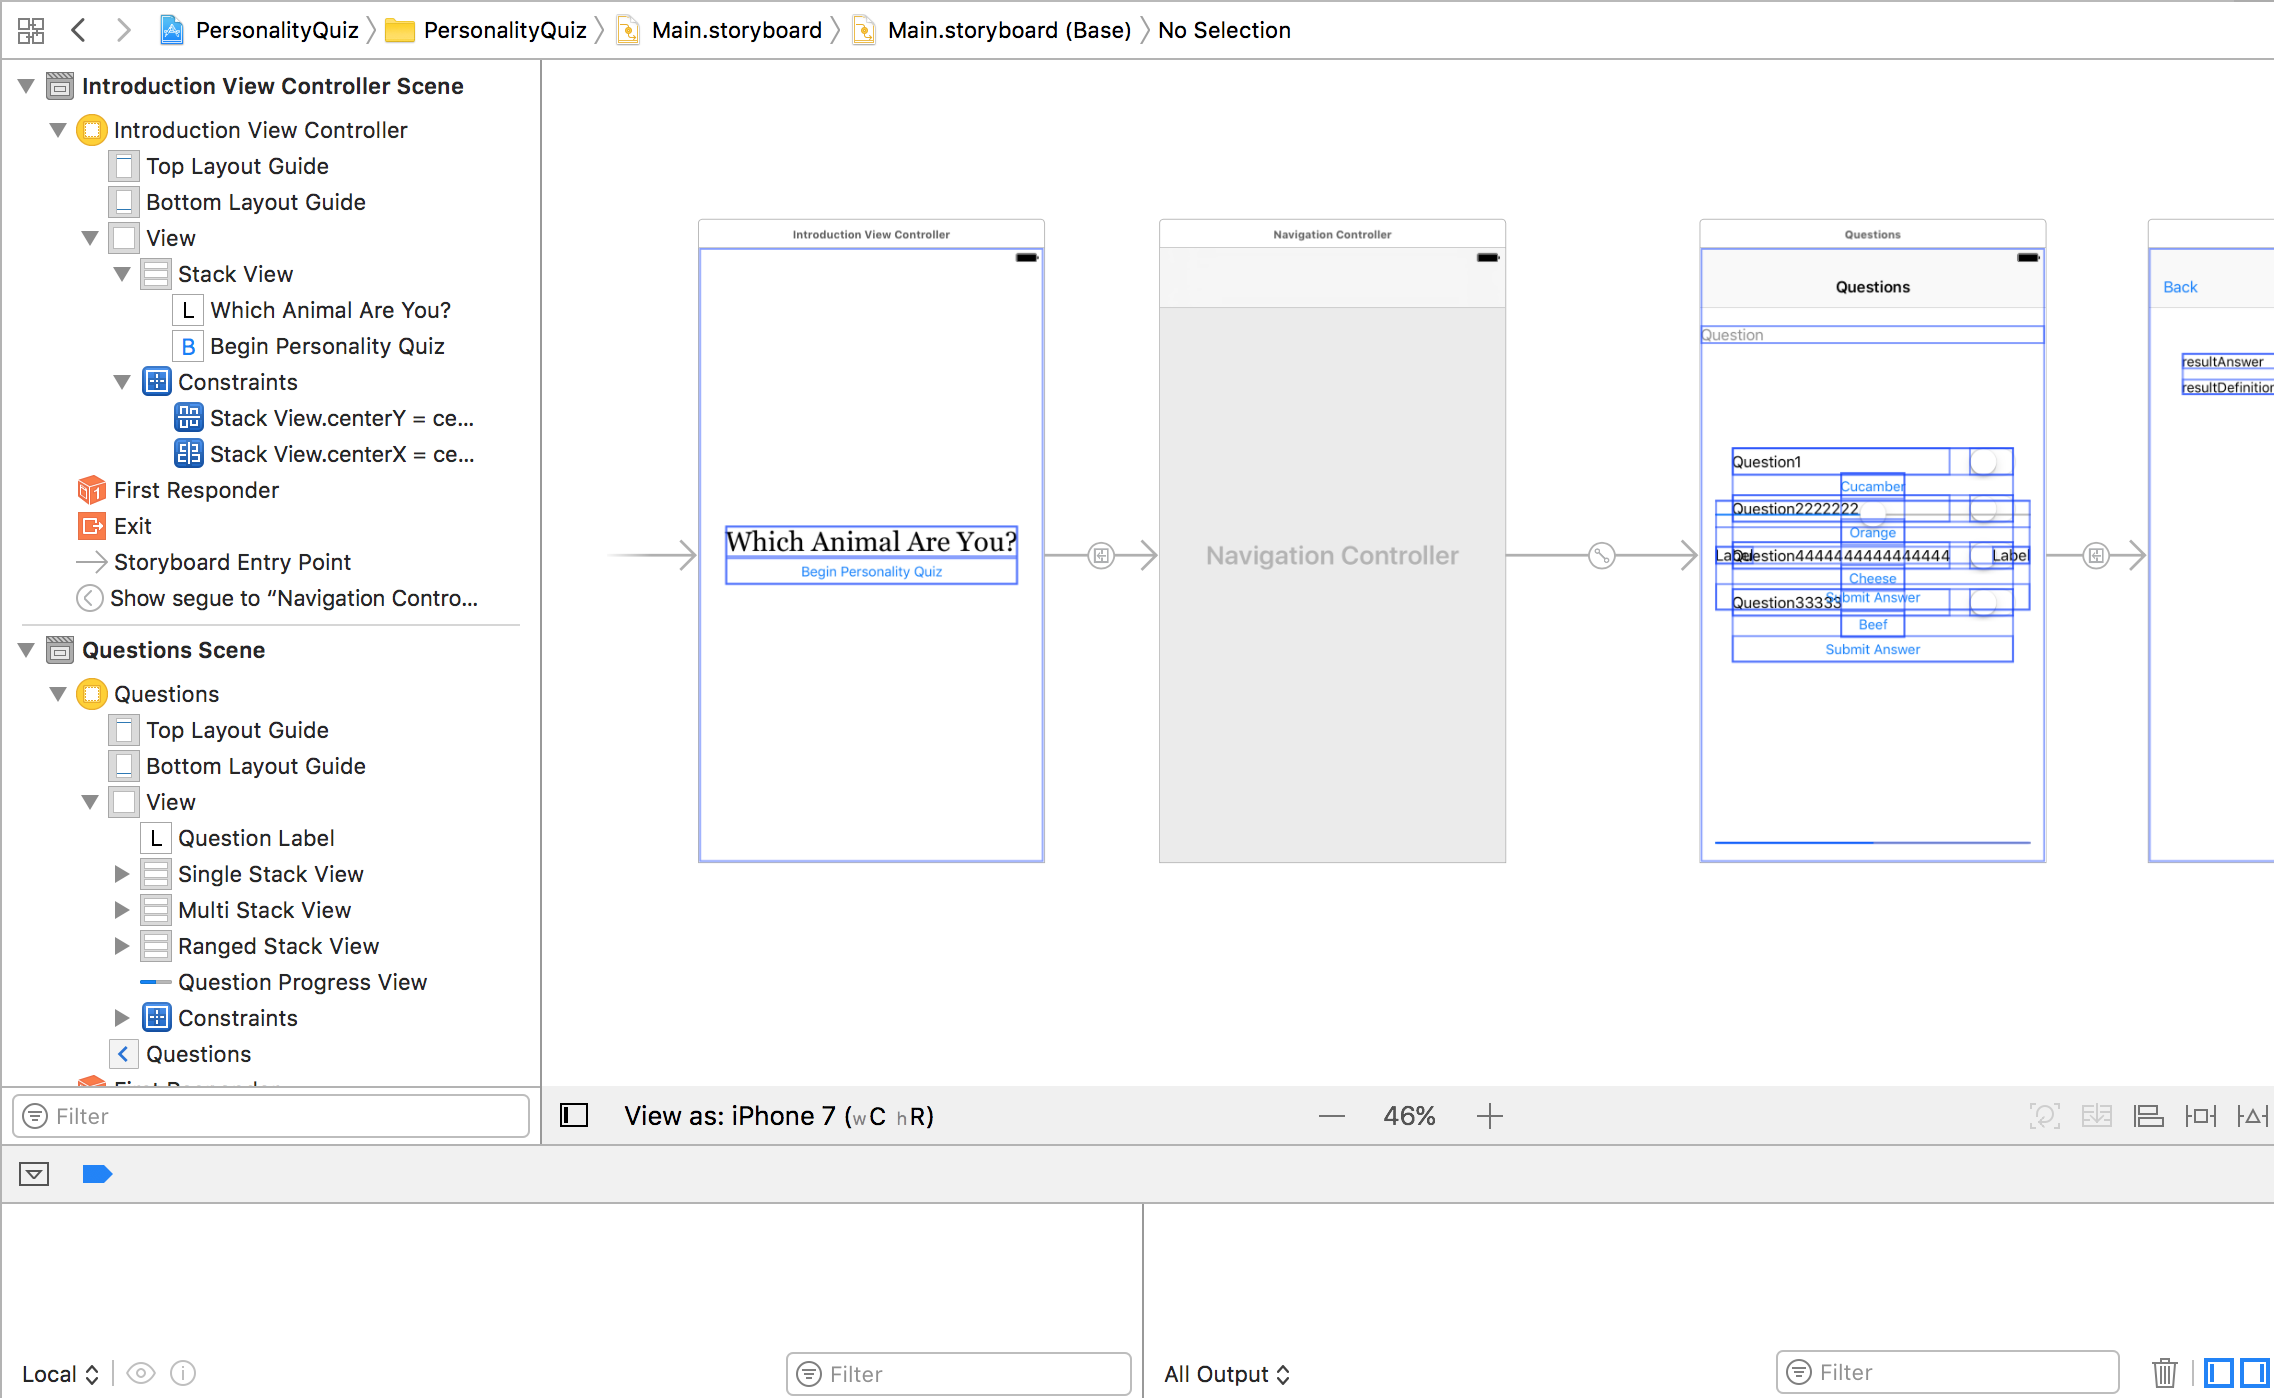 PersonalityQuiz PersonalityQuiz Main.storyboard Main.storyboard (Base) No Selection
Introduction View Controller Scene
Introduction View Controller
Top Layout Guide
Bottom Layout Guide
View
Stack View
L Which Animal Are You?
B Begin Personality Quiz
Constraints
Stack View.centerY = ce...
Stack View.centerX = ce...
First Responder
Exit
Storyboard Entry Point
Show segue to “Navigation Contro...
Questions Scene
Questions
Top Layout Guide
Bottom Layout Guide
View
L Question Label
Single Stack View
Multi Stack View
Ranged Stack View
Question Progress View
Constraints
Questions
First Responder
Filter
Introduction View Controller
Which Animal Are You?
Begin Personality Quiz
Navigation Controller
Navigation Controller
Questions
Questions
Question
Question1
Cucamber
Question2222222
Orange
Label Question4444444444444444 Label
Cheese
Question33333 Submit Answer
Beef
Submit Answer
Back
resultAnswer
resultDefinition
View as: iPhone 7 (wC hR)
46%
Local
Filter
All Output
Filter